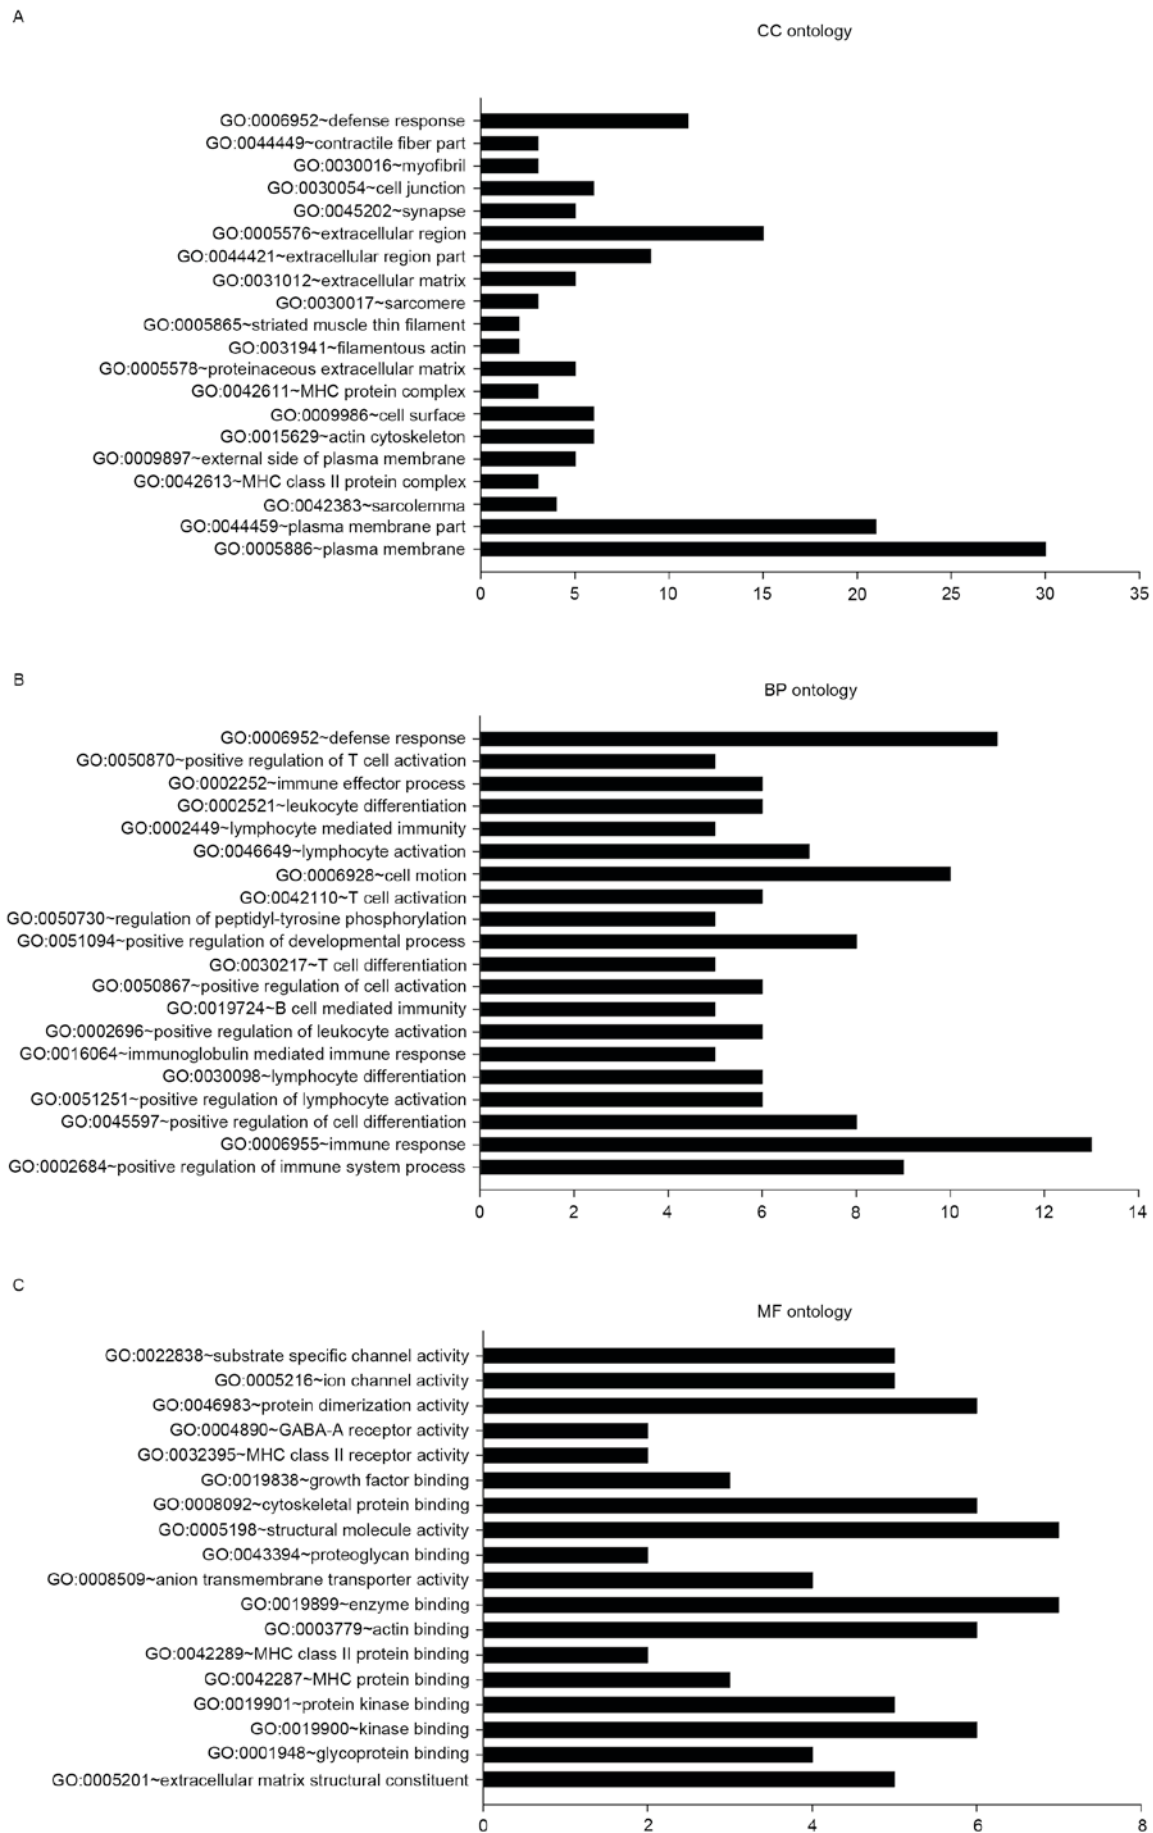 A
CC ontology
GO:0006952~defense response
GO:0044449~contractile fiber part
GO:0030016~myofibril
GO:0030054~cell junction
GO:0045202~synapse
GO:0005576~extracellular region
GO:0044421~extracellular region part
GO:0031012~extracellular matrix
GO:0030017~sarcomere
GO:0005865~striated muscle thin filament
GO:0031941~filamentous actin
GO:0005578~proteinaceous extracellular matrix
GO:0042611~MHC protein complex
GO:0009986~cell surface
GO:0015629~actin cytoskeleton
GO:0009897~external side of plasma membrane
GO:0042613~MHC class II protein complex
GO:0042383~sarcolemma
GO:0044459~plasma membrane part
GO:0005886~plasma membrane
0 5 10 15 20 25 30 35
B
BP ontology
GO:0006952~defense response
GO:0050870~positive regulation of T cell activation
GO:0002252~immune effector process
GO:0002521~leukocyte differentiation
GO:0002449~lymphocyte mediated immunity
GO:0046649~lymphocyte activation
GO:0006928~cell motion
GO:0042110~T cell activation
GO:0050730~regulation of peptidyl-tyrosine phosphorylation
GO:0051094~positive regulation of developmental process
GO:0030217~T cell differentiation
GO:0050867~positive regulation of cell activation
GO:0019724~B cell mediated immunity
GO:0002696~positive regulation of leukocyte activation
GO:0016064~immunoglobulin mediated immune response
GO:0030098~lymphocyte differentiation
GO:0051251~positive regulation of lymphocyte activation
GO:0045597~positive regulation of cell differentiation
GO:0006955~immune response
GO:0002684~positive regulation of immune system process
0 2 4 6 8 10 12 14
C
MF ontology
GO:0022838~substrate specific channel activity
GO:0005216~ion channel activity
GO:0046983~protein dimerization activity
GO:0004890~GABA-A receptor activity
GO:0032395~MHC class II receptor activity
GO:0019838~growth factor binding
GO:0008092~cytoskeletal protein binding
GO:0005198~structural molecule activity
GO:0043394~proteoglycan binding
GO:0008509~anion transmembrane transporter activity
GO:0019899~enzyme binding
GO:0003779~actin binding
GO:0042289~MHC class II protein binding
GO:0042287~MHC protein binding
GO:0019901~protein kinase binding
GO:0019900~kinase binding
GO:0001948~glycoprotein binding
GO:0005201~extracellular matrix structural constituent
0 2 4 6 8